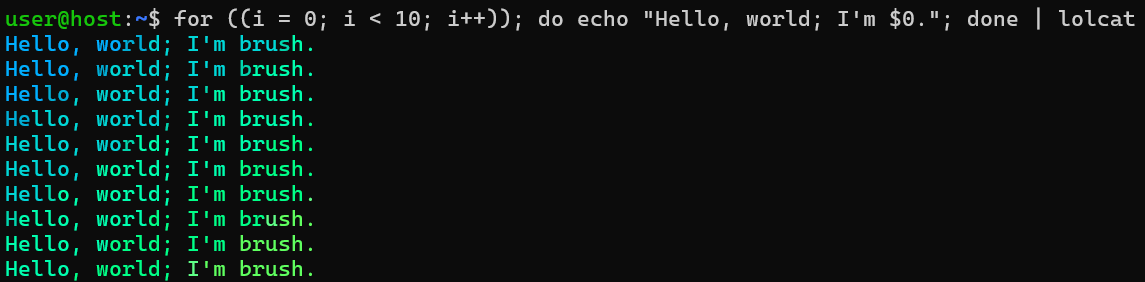 user@host:~$ for ((i = 0; i < 10; i++)); do echo "Hello, world; I'm $0."; done | lolcat
Hello, world; I'm brush.
Hello, world; I'm brush.
Hello, world; I'm brush.
Hello, world; I'm brush.
Hello, world; I'm brush.
Hello, world; I'm brush.
Hello, world; I'm brush.
Hello, world; I'm brush.
Hello, world; I'm brush.
Hello, world; I'm brush.